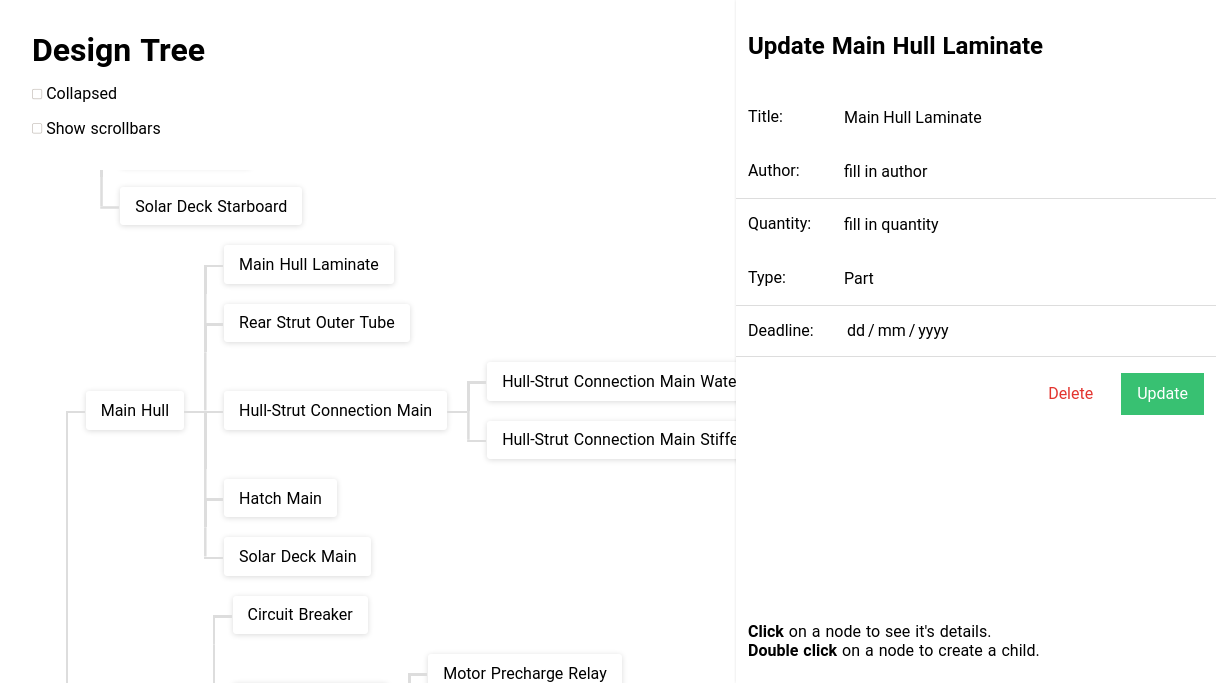 Design Tree
Collapsed
Show scrollbars
Solar Deck Starboard
Main Hull Laminate
Rear Strut Outer Tube
Hull-Strut Connection Main Wate
Main Hull
Hull-Strut Connection Main
Hull-Strut Connection Main Stiffe
Hatch Main
Solar Deck Main
Circuit Breaker
Motor Precharge Relay
Update Main Hull Laminate
Title: Main Hull Laminate
Author: fill in author
Quantity: fill in quantity
Type: Part
Deadline: dd / mm / yyyy
Delete Update
Click on a node to see it's details.
Double click on a node to create a child.